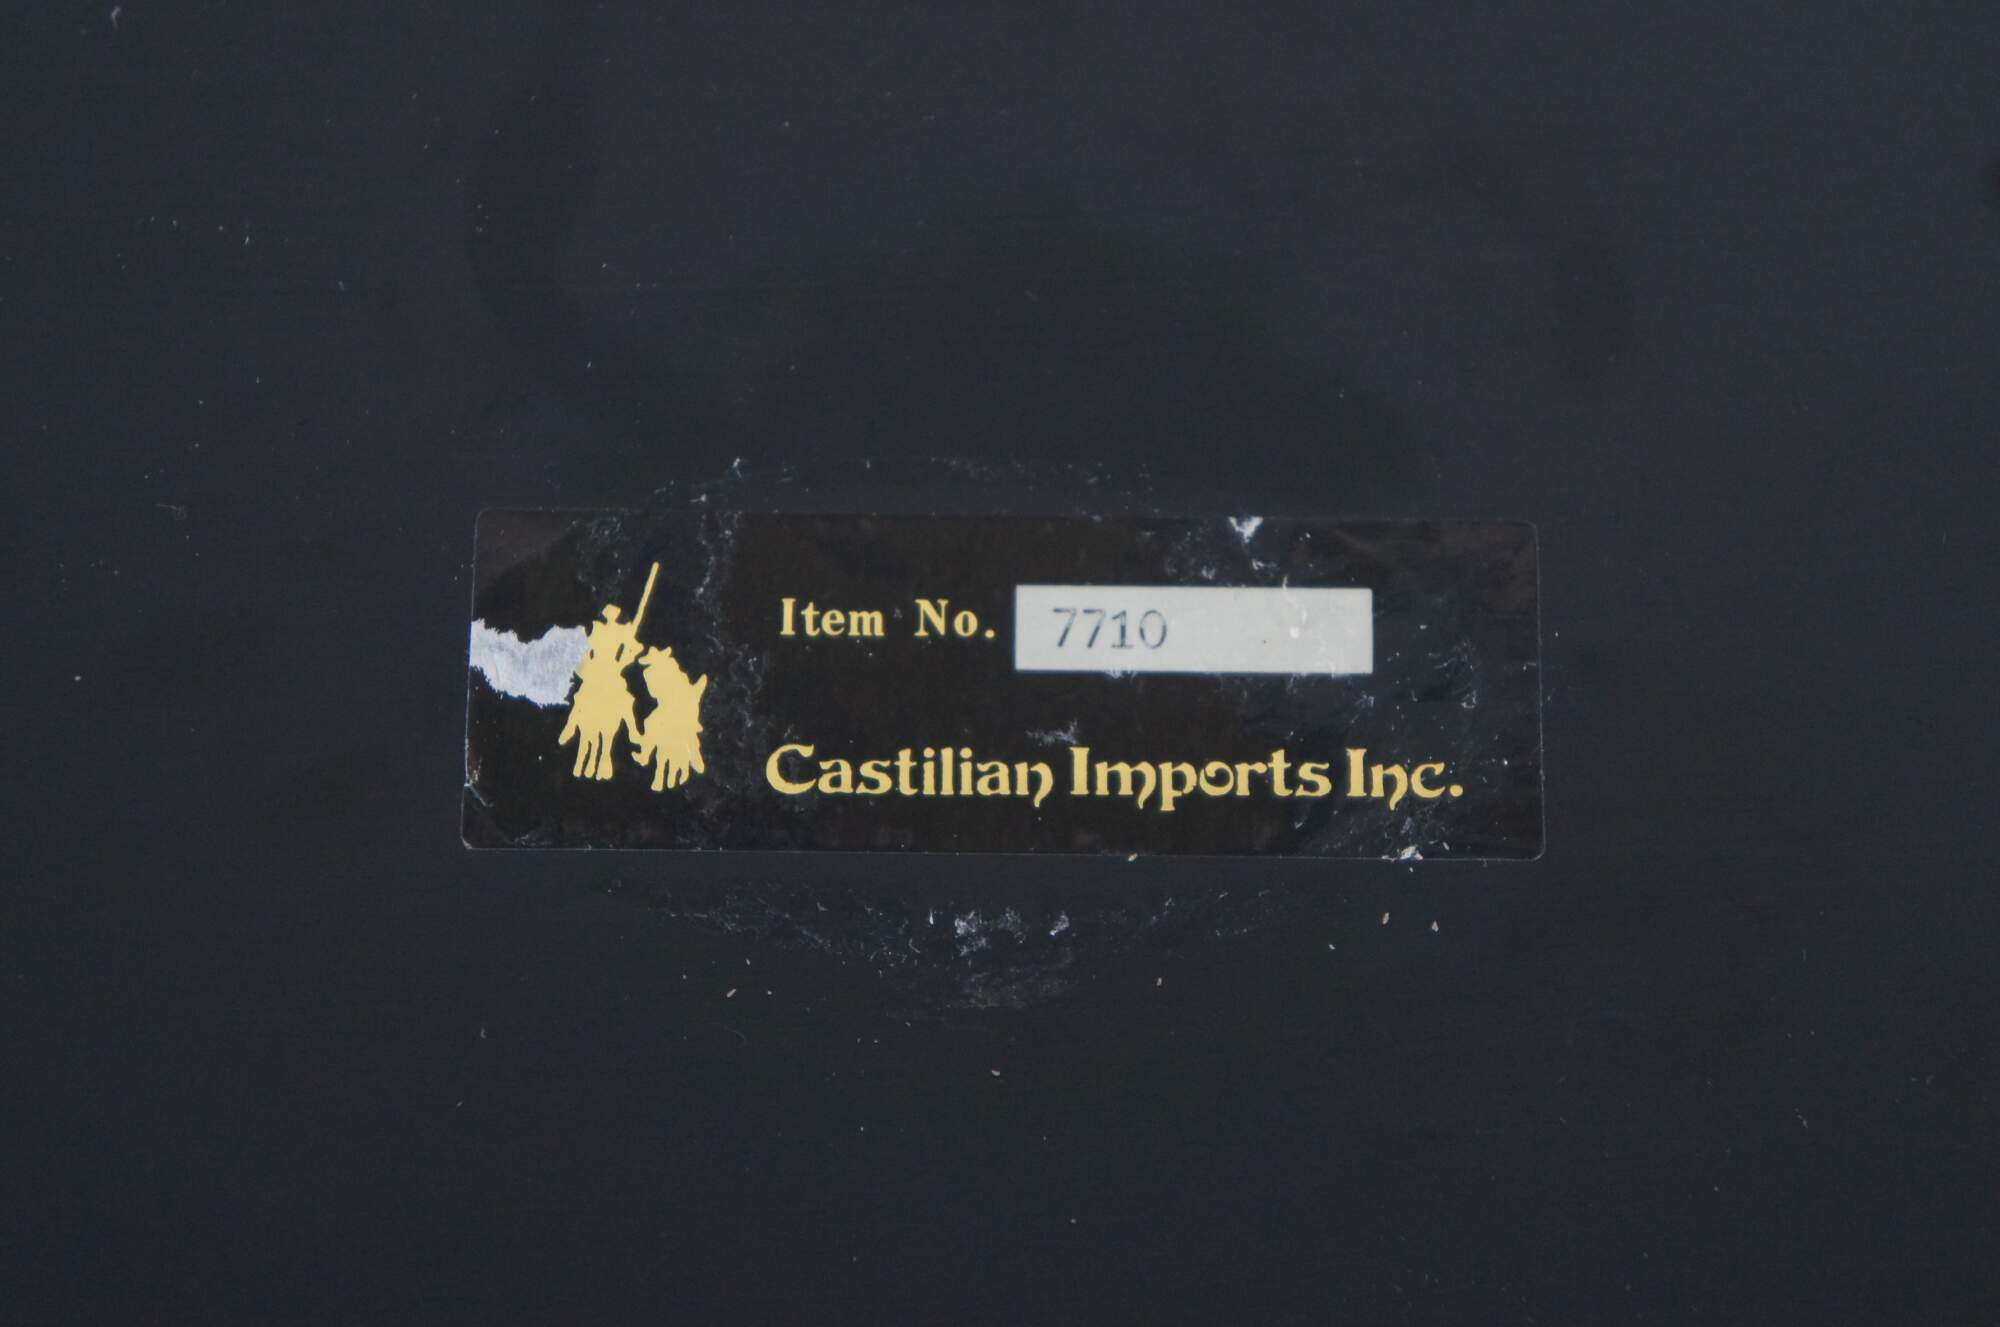 Item No. 7710
Castilian Imports Inc.